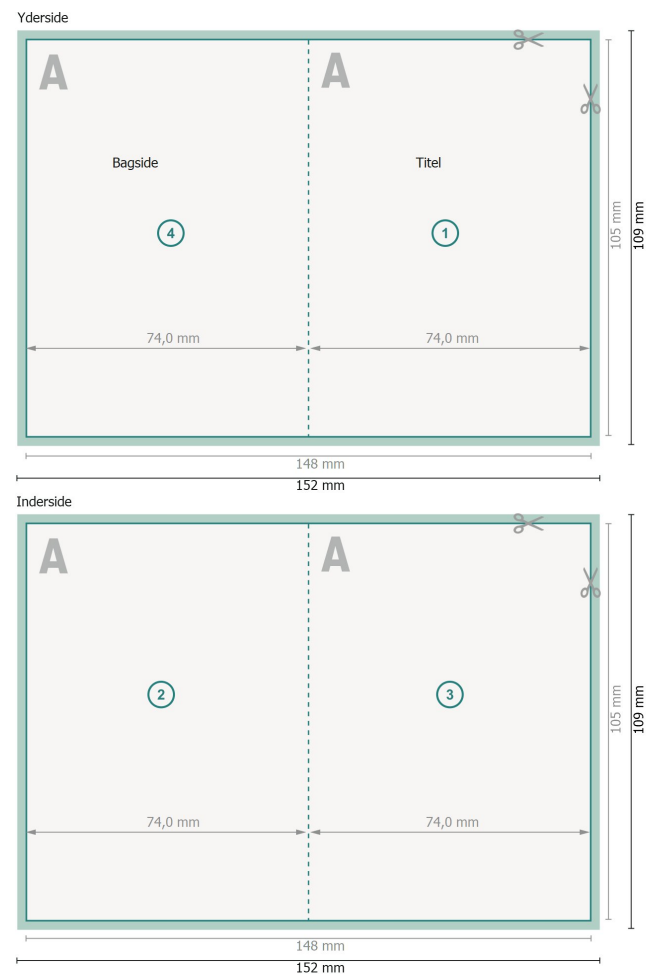 Yderside
A A
Bagside Titel
4 1
74,0 mm 74,0 mm
105 mm
109 mm
148 mm
152 mm
Inderside
A A
2 3
74,0 mm 74,0 mm
105 mm
109 mm
148 mm
152 mm